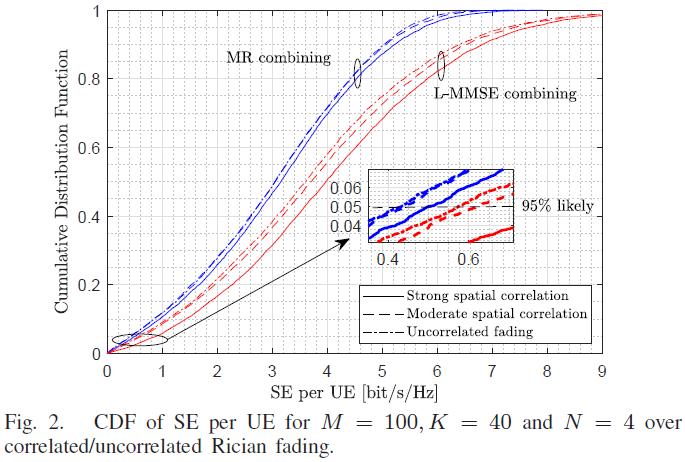 1
0.8
0.6
0.4
0.2
0
Cumulative Distribution Function
MR combining
L-MMSE combining
0.06
0.05
0.04
95% likely
0.4 0.6
Strong spatial correlation
Moderate spatial correlation
Uncorrelated fading
0 1 2 3 4 5 6 7 8 9
SE per UE [bit/s/Hz]
Fig. 2. CDF of SE per UE for M = 100, K = 40 and N = 4 over
correlated/uncorrelated Rician fading.